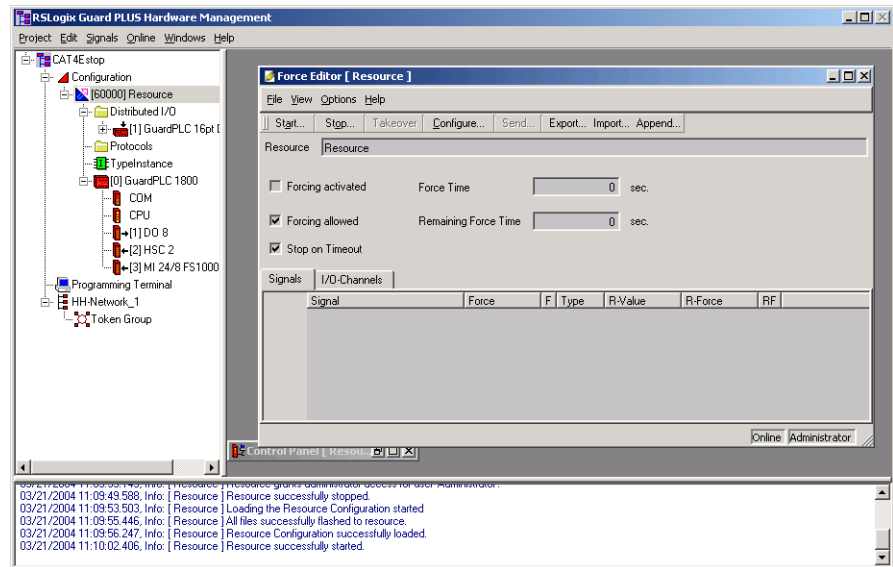 RSLogix Guard PLUS Hardware Management
Project Edit Signals Online Windows Help
CAT4Estop
Configuration
[60000] Resource
Distributed I/O
[1] GuardPLC 16pt
Protocols
TypeInstance
[0] GuardPLC 1800
COM
CPU
[1] DO 8
[2] HSC 2
[3] MI 24/8 FS1000
Programming Terminal
HH-Network_1
Token Group
Force Editor [ Resource ]
File View Options Help
Start... Stop... Takeover Configure... Send... Export... Import... Append...
Resource Resource
Forcing activated Force Time 0 sec.
Forcing allowed Remaining Force Time 0 sec.
Stop on Timeout
Signals I/O-Channels
Signal Force F Type R-Value R-Force RF
Online Administrator
Control Panel [ Resou...
03/21/2004 11:09:49.588, Info: [ Resource ] Resource successfully stopped.
03/21/2004 11:09:53.503, Info: [ Resource ] Loading the Resource Configuration started
03/21/2004 11:09:55.446, Info: [ Resource ] All files successfully flashed to resource.
03/21/2004 11:09:56.247, Info: [ Resource ] Resource Configuration successfully loaded.
03/21/2004 11:10:02.406, Info: [ Resource ] Resource successfully started.